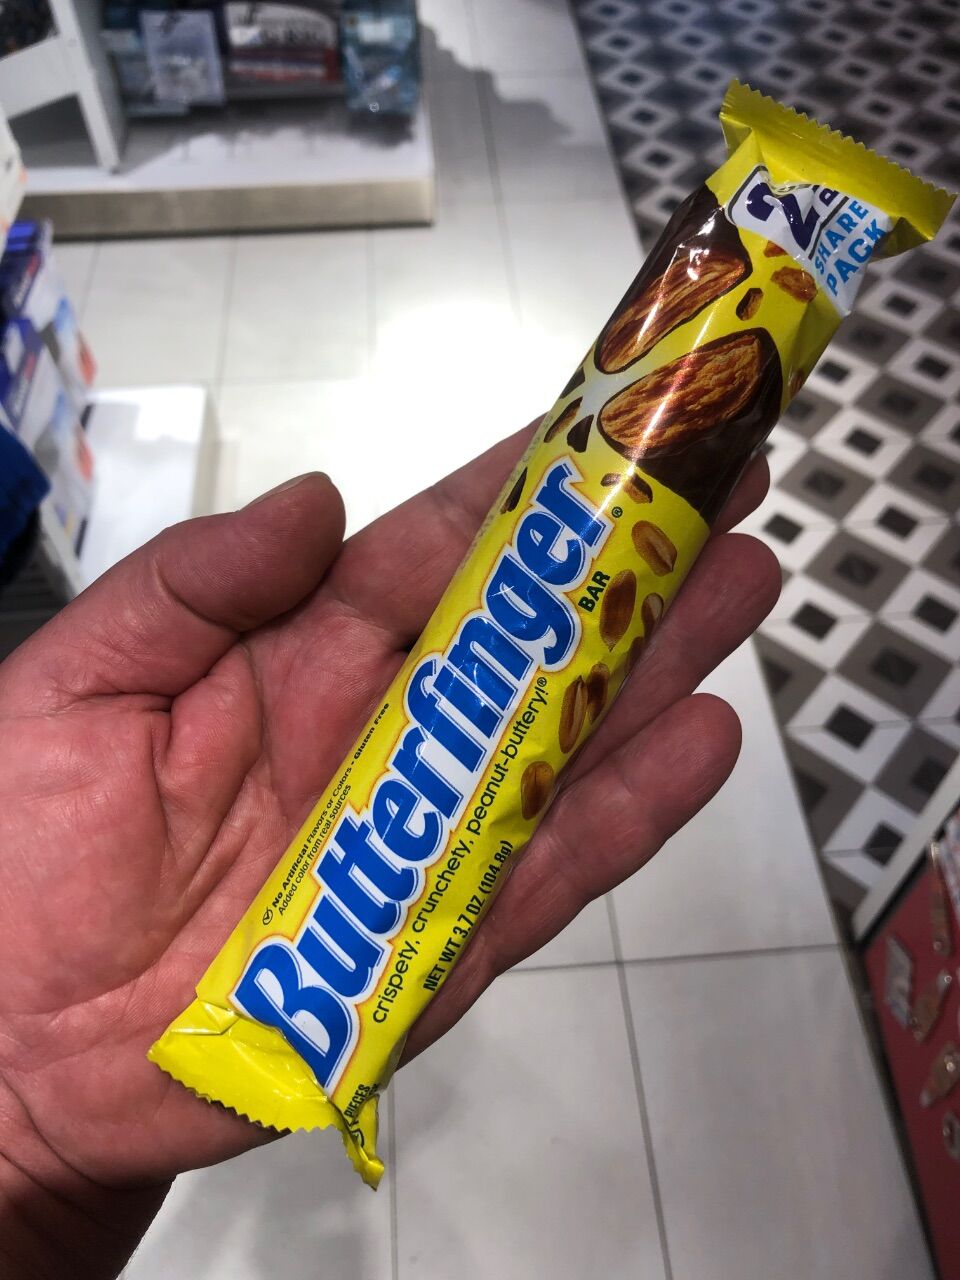 2
SHARE
PACK
Butterfinger®
BAR
crispety, crunchety, peanut-buttery!®
NET WT 3.7 OZ (104.8g)
No Artificial Flavors or Colors • Gluten Free
Added color from real sources
PIECES